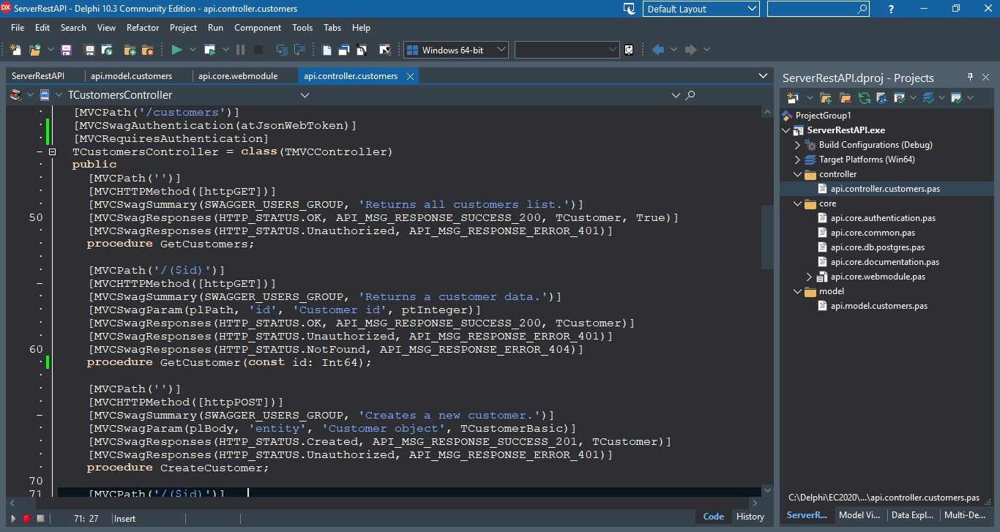 ServerRestAPI - Delphi 10.3 Community Edition - api.controller.customers
Default Layout
File Edit Search View Refactor Project Run Component Tools Tabs Help
Windows 64-bit
ServerRestAPI api.model.customers api.core.webmodule api.controller.customers
TCustomersController
[MVCPath('/customers')]
[MVCSwagAuthentication(atJsonWebToken)]
[MVCRequiresAuthentication]
TCustomersController = class(TMVCController)
public
[MVCPath('')]
[MVCHTTPMethod([httpGET])]
[MVCSwagSummary(SWAGGER_USERS_GROUP, 'Returns all customers list.')]
50 [MVCSwagResponses(HTTP_STATUS.OK, API_MSG_RESPONSE_SUCCESS_200, TCustomer, True)]
[MVCSwagResponses(HTTP_STATUS.Unauthorized, API_MSG_RESPONSE_ERROR_401)]
procedure GetCustomers;
[MVCPath('/($id)')]
[MVCHTTPMethod([httpGET])]
[MVCSwagSummary(SWAGGER_USERS_GROUP, 'Returns a customer data.')]
[MVCSwagParam(plPath, 'id', 'Customer id', ptInteger)]
[MVCSwagResponses(HTTP_STATUS.OK, API_MSG_RESPONSE_SUCCESS_200, TCustomer)]
[MVCSwagResponses(HTTP_STATUS.Unauthorized, API_MSG_RESPONSE_ERROR_401)]
60 [MVCSwagResponses(HTTP_STATUS.NotFound, API_MSG_RESPONSE_ERROR_404)]
procedure GetCustomer(const id: Int64);
[MVCPath('')]
[MVCHTTPMethod([httpPOST])]
[MVCSwagSummary(SWAGGER_USERS_GROUP, 'Creates a new customer.')]
[MVCSwagParam(plBody, 'entity', 'Customer object', TCustomerBasic)]
[MVCSwagResponses(HTTP_STATUS.Created, API_MSG_RESPONSE_SUCCESS_201, TCustomer)]
[MVCSwagResponses(HTTP_STATUS.Unauthorized, API_MSG_RESPONSE_ERROR_401)]
procedure CreateCustomer;
70
71 [MVCPath('/($id)')]
71: 27 Insert
Code History
ServerRestAPI.dproj - Projects
ProjectGroup1
ServerRestAPI.exe
Build Configurations (Debug)
Target Platforms (Win64)
controller
api.controller.customers.pas
core
api.core.authentication.pas
api.core.common.pas
api.core.db.postgres.pas
api.core.documentation.pas
api.core.webmodule.pas
model
api.model.customers.pas
C:\Delphi\EC2020\...\api.controller.customers.pas
ServerR... Model Vi... Data Expl... Multi-De...